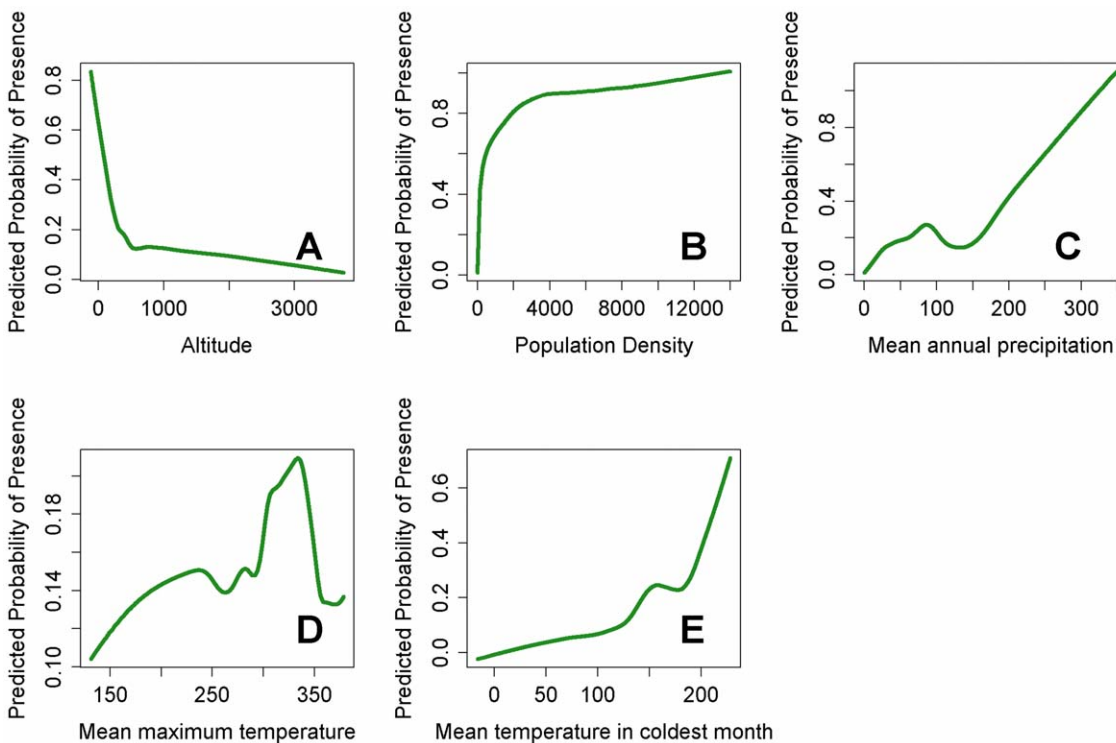 Predicted Probability of Presence
0.0 0.2 0.4 0.6 0.8
A
0 1000 3000
Altitude
Predicted Probability of Presence
0.0 0.4 0.8
B
0 4000 8000 12000
Population Density
Predicted Probability of Presence
0.0 0.4 0.8
C
0 100 200 300
Mean annual precipitation
Predicted Probability of Presence
0.10 0.14 0.18
D
150 250 350
Mean maximum temperature
Predicted Probability of Presence
0.0 0.2 0.4 0.6
E
0 50 100 200
Mean temperature in coldest month